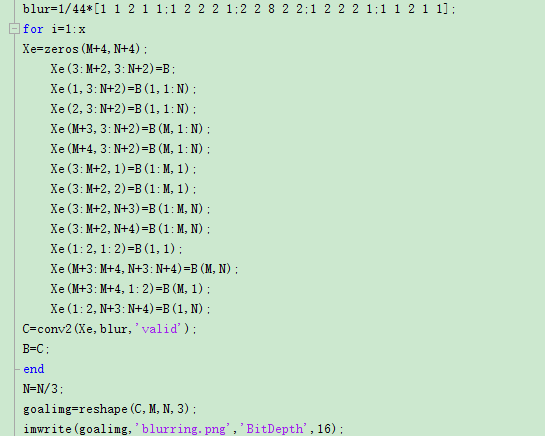 blur=1/44*[1 1 2 1 1;1 2 2 2 1;2 2 8 2 2;1 2 2 2 1;1 1 2 1 1];
for i=1:x
Xe=zeros(M+4,N+4);
Xe(3:M+2,3:N+2)=B;
Xe(1,3:N+2)=B(1,1:N);
Xe(2,3:N+2)=B(1,1:N);
Xe(M+3,3:N+2)=B(M,1:N);
Xe(M+4,3:N+2)=B(M,1:N);
Xe(3:M+2,1)=B(1:M,1);
Xe(3:M+2,2)=B(1:M,1);
Xe(3:M+2,N+3)=B(1:M,N);
Xe(3:M+2,N+4)=B(1:M,N);
Xe(1:2,1:2)=B(1,1);
Xe(M+3:M+4,N+3:N+4)=B(M,N);
Xe(M+3:M+4,1:2)=B(M,1);
Xe(1:2,N+3:N+4)=B(1,N);
C=conv2(Xe,blur,'valid');
B=C;
end
N=N/3;
goalimg=reshape(C,M,N,3);
imwrite(goalimg,'blurring.png','BitDepth',16);